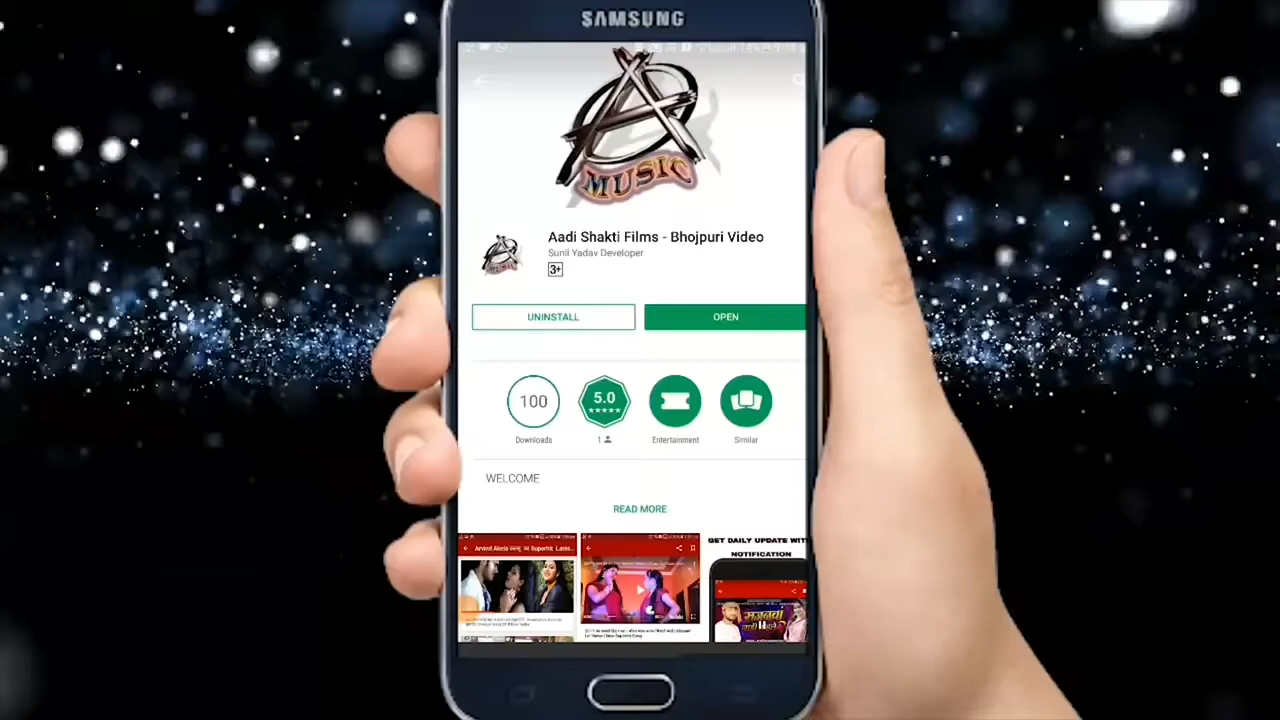 SAMSUNG
MUSIC
Aadi Shakti Films - Bhojpuri Video
Sunil Yadav Developer
3+
UNINSTALL
OPEN
100
5.0
Downloads
1
Entertainment
Similar
WELCOME
READ MORE
GET DAILY UPDATE WITH
NOTIFICATION